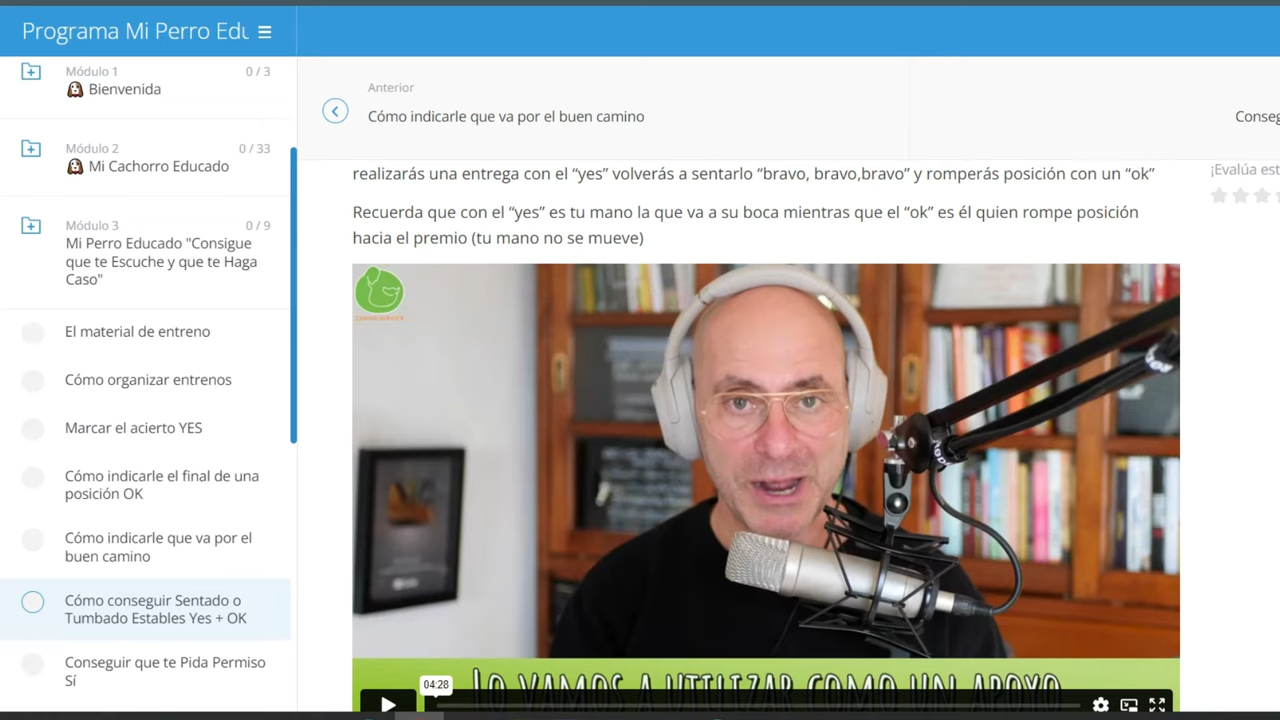 Programa Mi Perro Edu
Módulo 1
0 / 3
Bienvenida
Módulo 2
0 / 33
Mi Cachorro Educado
Módulo 3
0 / 9
Mi Perro Educado "Consigue
que te Escuche y que te Haga
Caso"
El material de entreno
Cómo organizar entrenos
Marcar el acierto YES
Cómo indicarle el final de una
posición OK
Cómo indicarle que va por el
buen camino
Cómo conseguir Sentado o
Tumbado Estables Yes + OK
Conseguir que te Pida Permiso
Sí
Anterior
Cómo indicarle que va por el buen camino
Conseg
realizarás una entrega con el “yes” volverás a sentarlo “bravo, bravo,bravo” y romperás posición con un “ok”
Recuerda que con el “yes” es tu mano la que va a su boca mientras que el “ok” es él quien rompe posición
hacia el premio (tu mano no se mueve)
¡Evalúa est
LO VAMOS A UTILIZAR COMO UN APOYO
04:28